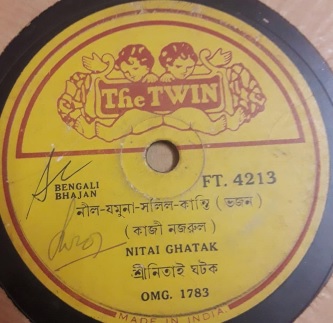 The TWIN
BENGALI
BHAJAN
FT. 4213
নীল-যমুনা-সলিল-কান্তি (ভজন)
(কাজী নজরুল)
NITAI GHATAK
শ্রীনিতাই ঘটক
OMG. 1783
MADE IN INDIA.